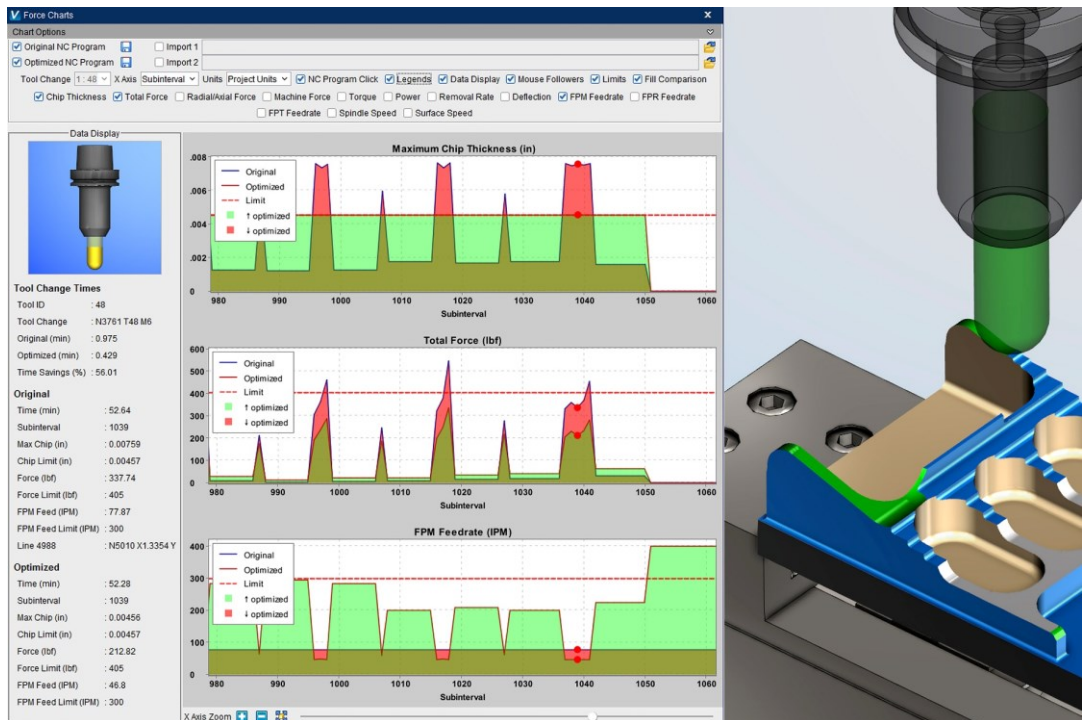 Force Charts
X
Chart Options
Original NC Program
Import 1
Optimized NC Program
Import 2
Tool Change 1 : 48 X Axis Subinterval Units Project Units NC Program Click Legends Data Display Mouse Followers Limits Fill Comparison
Chip Thickness Total Force Radial/Axial Force Machine Force Torque Power Removal Rate Deflection FPM Feedrate FPR Feedrate
FPT Feedrate Spindle Speed Surface Speed
Data Display
Tool Change Times
Tool ID : 48
Tool Change : N3761 T48 M6
Original (min) : 0.975
Optimized (min) : 0.429
Time Savings (%) : 56.01
Original
Time (min) : 52.64
Subinterval : 1039
Max Chip (in) : 0.00759
Chip Limit (in) : 0.00457
Force (lbf) : 337.74
Force Limit (lbf) : 405
FPM Feed (IPM) : 77.87
FPM Feed Limit (IPM) : 300
Line 4988 : N5010 X1.3354 Y
Optimized
Time (min) : 52.28
Subinterval : 1039
Max Chip (in) : 0.00456
Chip Limit (in) : 0.00457
Force (lbf) : 212.82
Force Limit (lbf) : 405
FPM Feed (IPM) : 46.8
FPM Feed Limit (IPM) : 300
Maximum Chip Thickness (in)
.008
.006
.004
.002
0
Original
Optimized
Limit
↑ optimized
↓ optimized
980 990 1000 1010 1020 1030 1040 1050 1060
Subinterval
Total Force (lbf)
600
500
400
300
200
100
0
Original
Optimized
Limit
↑ optimized
↓ optimized
980 990 1000 1010 1020 1030 1040 1050 1060
Subinterval
FPM Feedrate (IPM)
400
300
200
100
0
Original
Optimized
Limit
↑ optimized
↓ optimized
980 990 1000 1010 1020 1030 1040 1050 1060
Subinterval
X Axis Zoom